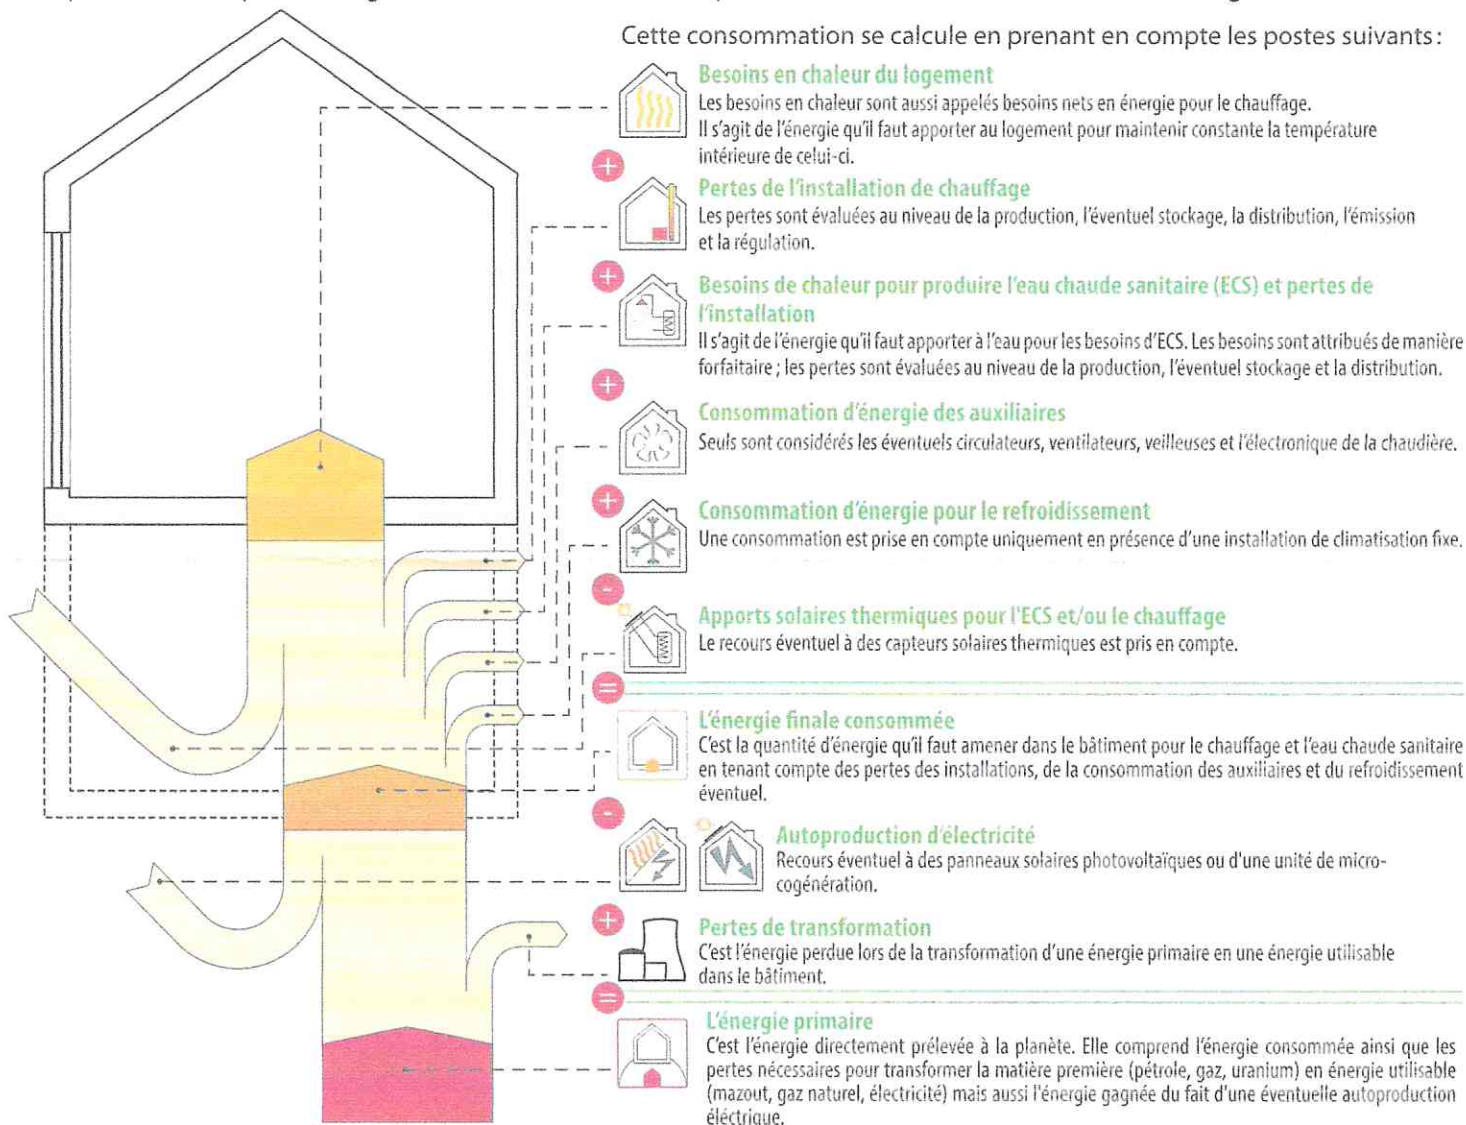 Cette consommation se calcule en prenant en compte les postes suivants :
Besoins en chaleur du logement
Les besoins en chaleur sont aussi appelés besoins nets en énergie pour le chauffage.
Il s'agit de l'énergie qu'il faut apporter au logement pour maintenir constante la température
intérieure de celui-ci.
+
Pertes de l'installation de chauffage
Les pertes sont évaluées au niveau de la production, l'éventuel stockage, la distribution, l'émission
et la régulation.
+
Besoins de chaleur pour produire l'eau chaude sanitaire (ECS) et pertes de
l'installation
Il s'agit de l'énergie qu'il faut apporter à l'eau pour les besoins d'ECS. Les besoins sont attribués de manière
forfaitaire ; les pertes sont évaluées au niveau de la production, l'éventuel stockage et la distribution.
+
Consommation d'énergie des auxiliaires
Seuls sont considérés les éventuels circulateurs, ventilateurs, veilleuses et l'électronique de la chaudière.
+
Consommation d'énergie pour le refroidissement
Une consommation est prise en compte uniquement en présence d'une installation de climatisation fixe.
-
Apports solaires thermiques pour l'ECS et/ou le chauffage
Le recours éventuel à des capteurs solaires thermiques est pris en compte.
=
L'énergie finale consommée
C'est la quantité d'énergie qu'il faut amener dans le bâtiment pour le chauffage et l'eau chaude sanitaire
en tenant compte des pertes des installations, de la consommation des auxiliaires et du refroidissement
éventuel.
-
Autoproduction d'électricité
Recours éventuel à des panneaux solaires photovoltaïques ou d'une unité de micro-
cogénération.
+
Pertes de transformation
C'est l'énergie perdue lors de la transformation d'une énergie primaire en une énergie utilisable
dans le bâtiment.
=
L'énergie primaire
C'est l'énergie directement prélevée à la planète. Elle comprend l'énergie consommée ainsi que les
pertes nécessaires pour transformer la matière première (pétrole, gaz, uranium) en énergie utilisable
(mazout, gaz naturel, électricité) mais aussi l'énergie gagnée du fait d'une éventuelle autoproduction
éléctrique.